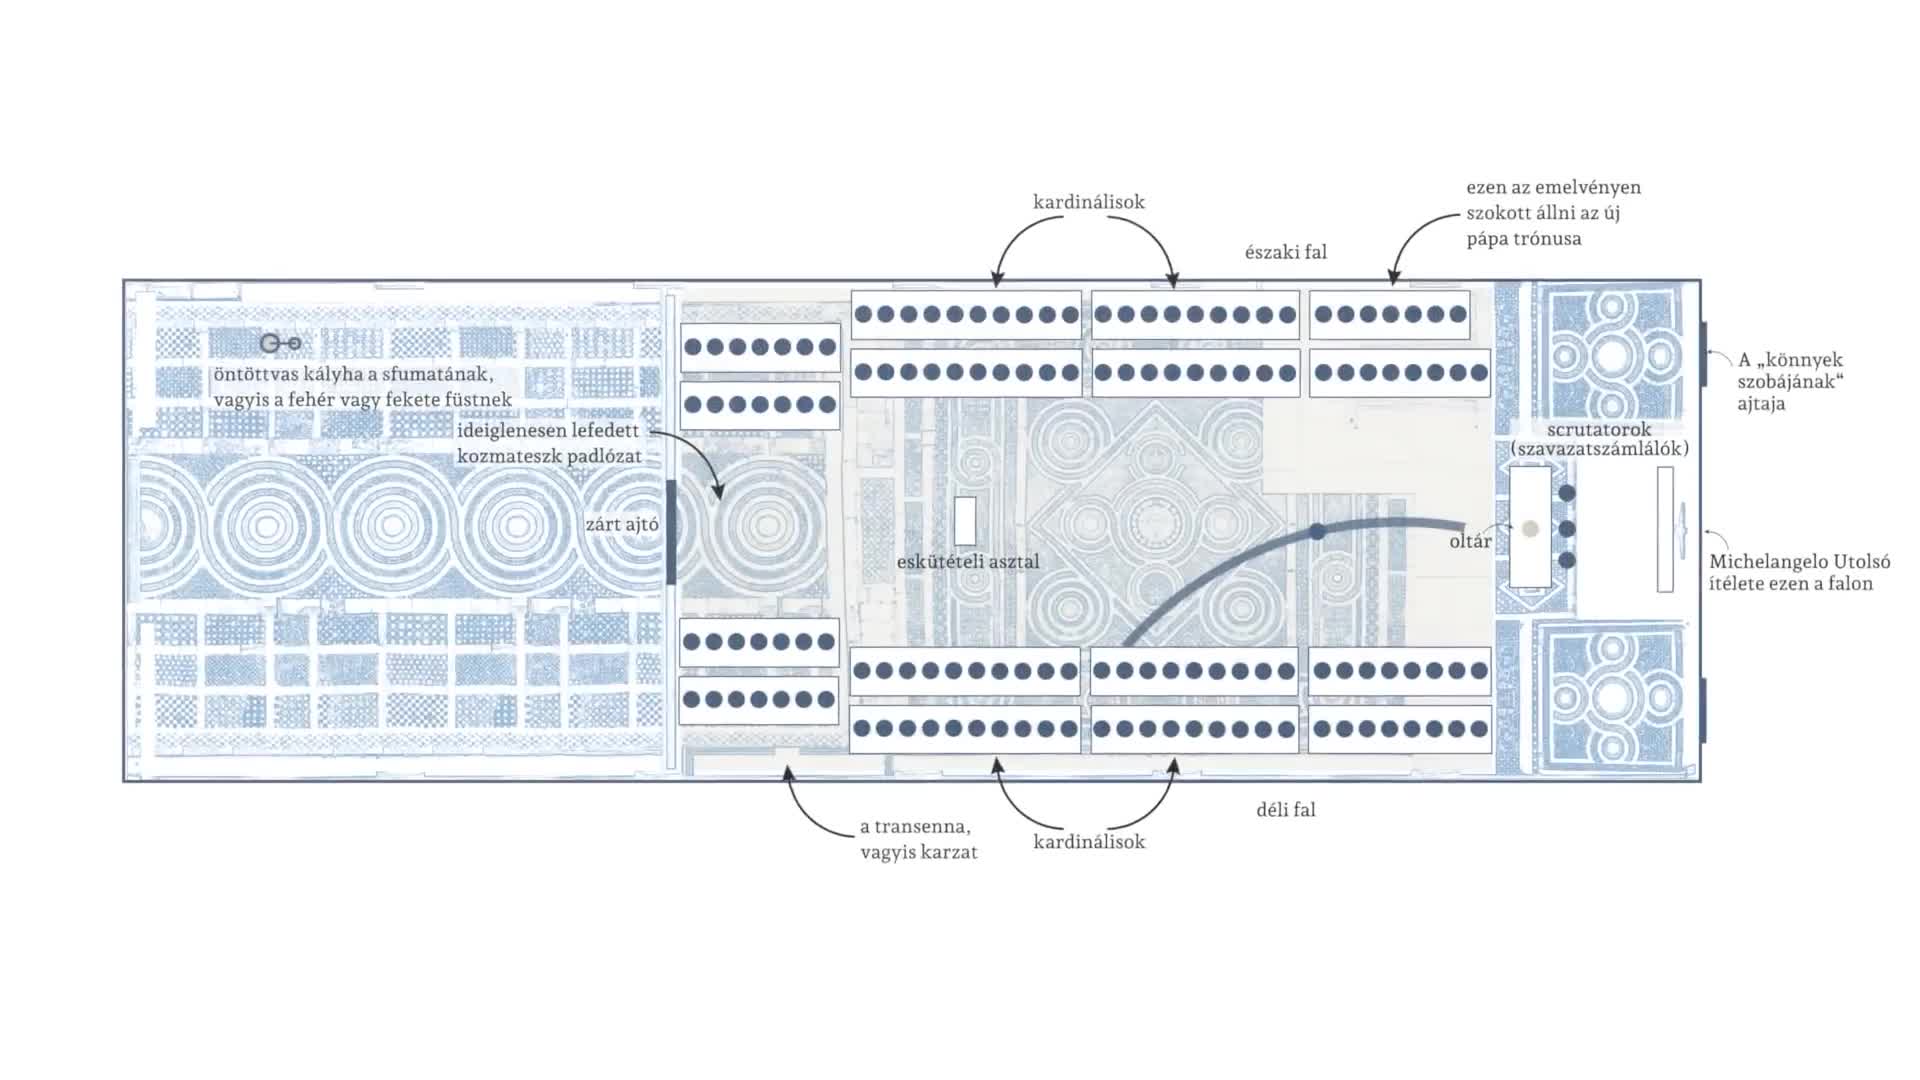 ezen az emelvényen
szokott állni az új
pápa trónusa
kardinálisok
északi fal
A „könnyek
szobájának“
ajtaja
öntöttvas kályha a sfumatának,
vagyis a fehér vagy fekete füstnek
ideiglenesen lefedett
kozmateszk padlózat
scrutatorok
(szavazatszámlálók)
zárt ajtó
oltár
eskütételi asztal
Michelangelo Utolsó
ítélete ezen a falon
déli fal
a transenna,
vagyis karzat
kardinálisok